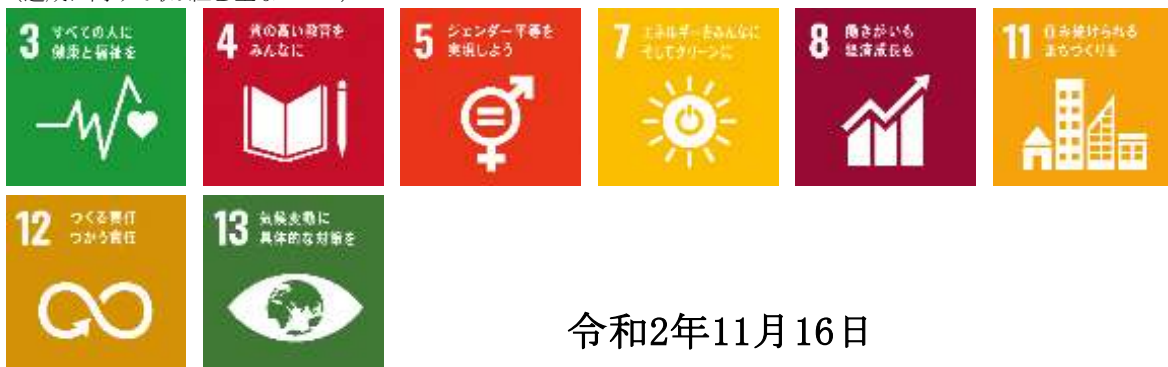 3 すべての人に
健康と福祉を
4 質の高い教育を
みんなに
5 ジェンダー平等を
実現しよう
7 エネルギーをみんなに
そしてクリーンに
8 働きがいも
経済成長も
11 住み続けられる
まちづくりを
12 つくる責任
つかう責任
13 気候変動に
具体的な対策を
令和2年11月16日